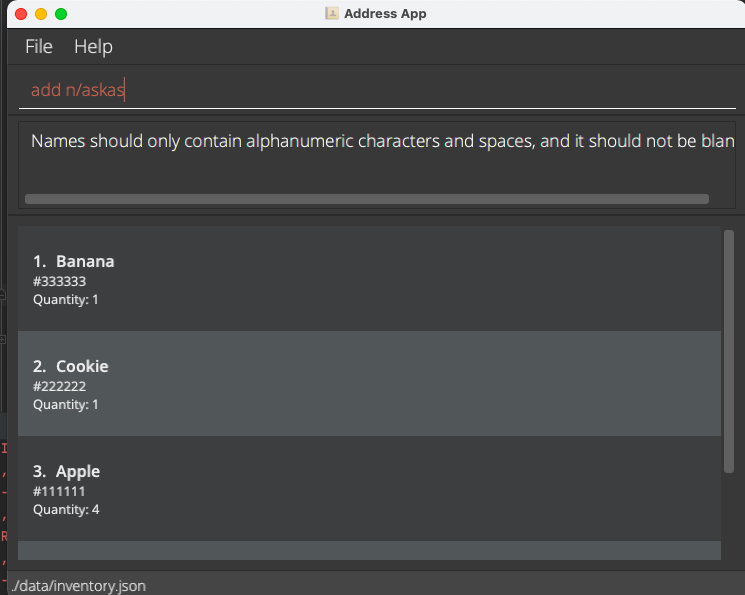 Address App
File Help
add n/askas
Names should only contain alphanumeric characters and spaces, and it should not be blan
1. Banana
#333333
Quantity: 1
2. Cookie
#222222
Quantity: 1
3. Apple
#111111
Quantity: 4
./data/inventory.json